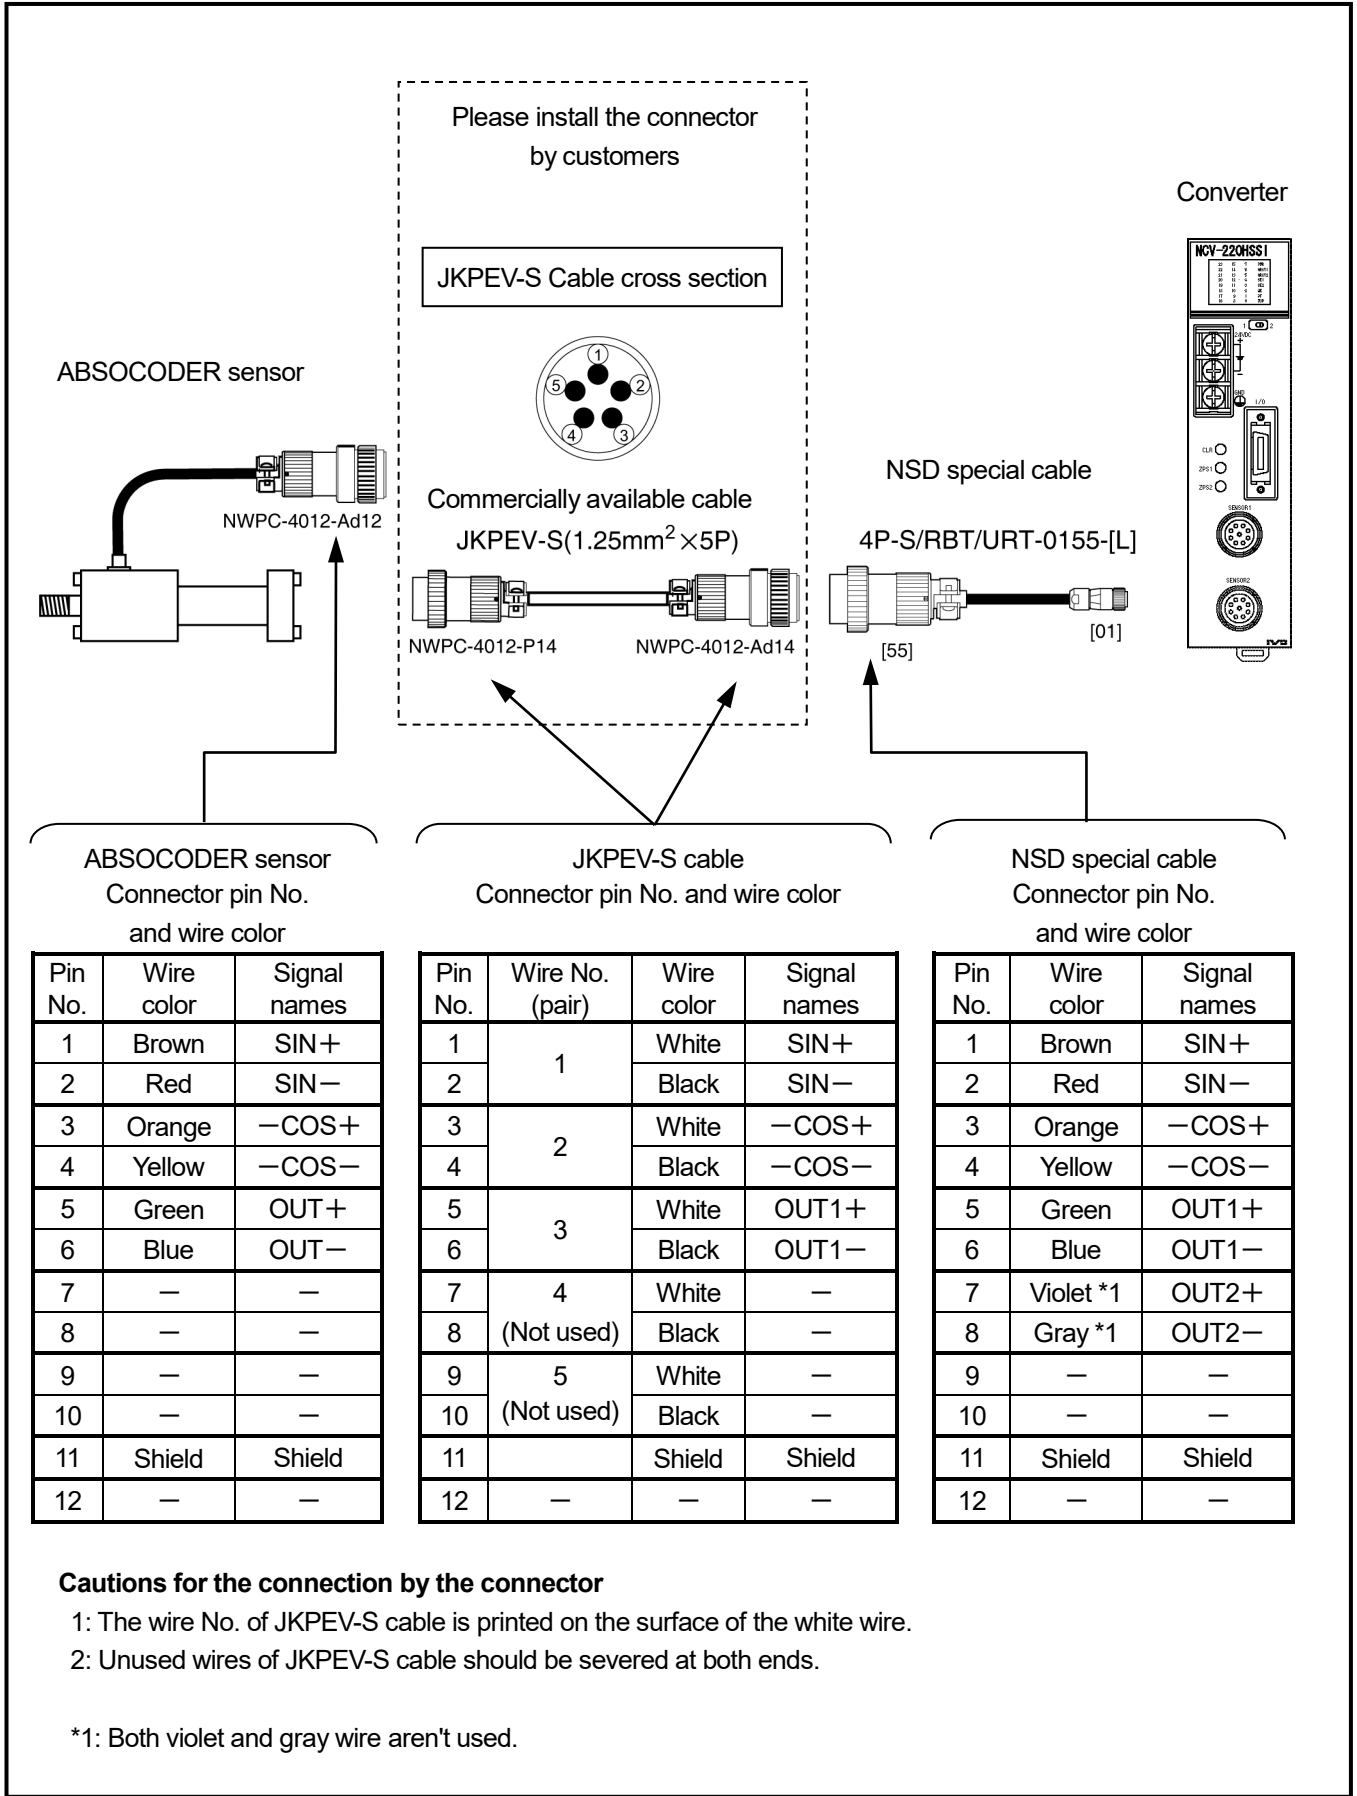 Please install the connector
by customers
Converter
JKPEV-S Cable cross section
NCV-220HSSI
1 2
24VDC
+
−
GND
I/O
1
5 2
4 3
ABSOCODER sensor
CLR
ZPS1
ZPS2
NSD special cable
Commercially available cable
SENSOR1
NWPC-4012-Ad12
JKPEV-S(1.25mm²×5P)
4P-S/RBT/URT-0155-[L]
SENSOR2
NWPC-4012-P14
NWPC-4012-Ad14
[55]
[01]
ABSOCODER sensor
Connector pin No.
and wire color
Pin No. Wire color Signal names
1 Brown SIN+
2 Red SIN−
3 Orange −COS+
4 Yellow −COS−
5 Green OUT+
6 Blue OUT−
7 − −
8 − −
9 − −
10 − −
11 Shield Shield
12 − −
JKPEV-S cable
Connector pin No. and wire color
Pin No. Wire No. (pair) Wire color Signal names
1 1 White SIN+
2 Black SIN−
3 2 White −COS+
4 Black −COS−
5 3 White OUT1+
6 Black OUT1−
7 4 White −
8 (Not used) Black −
9 5 White −
10 (Not used) Black −
11 Shield Shield
12 − − −
NSD special cable
Connector pin No.
and wire color
Pin No. Wire color Signal names
1 Brown SIN+
2 Red SIN−
3 Orange −COS+
4 Yellow −COS−
5 Green OUT1+
6 Blue OUT1−
7 Violet *1 OUT2+
8 Gray *1 OUT2−
9 − −
10 − −
11 Shield Shield
12 − −
Cautions for the connection by the connector
1: The wire No. of JKPEV-S cable is printed on the surface of the white wire.
2: Unused wires of JKPEV-S cable should be severed at both ends.
*1: Both violet and gray wire aren't used.